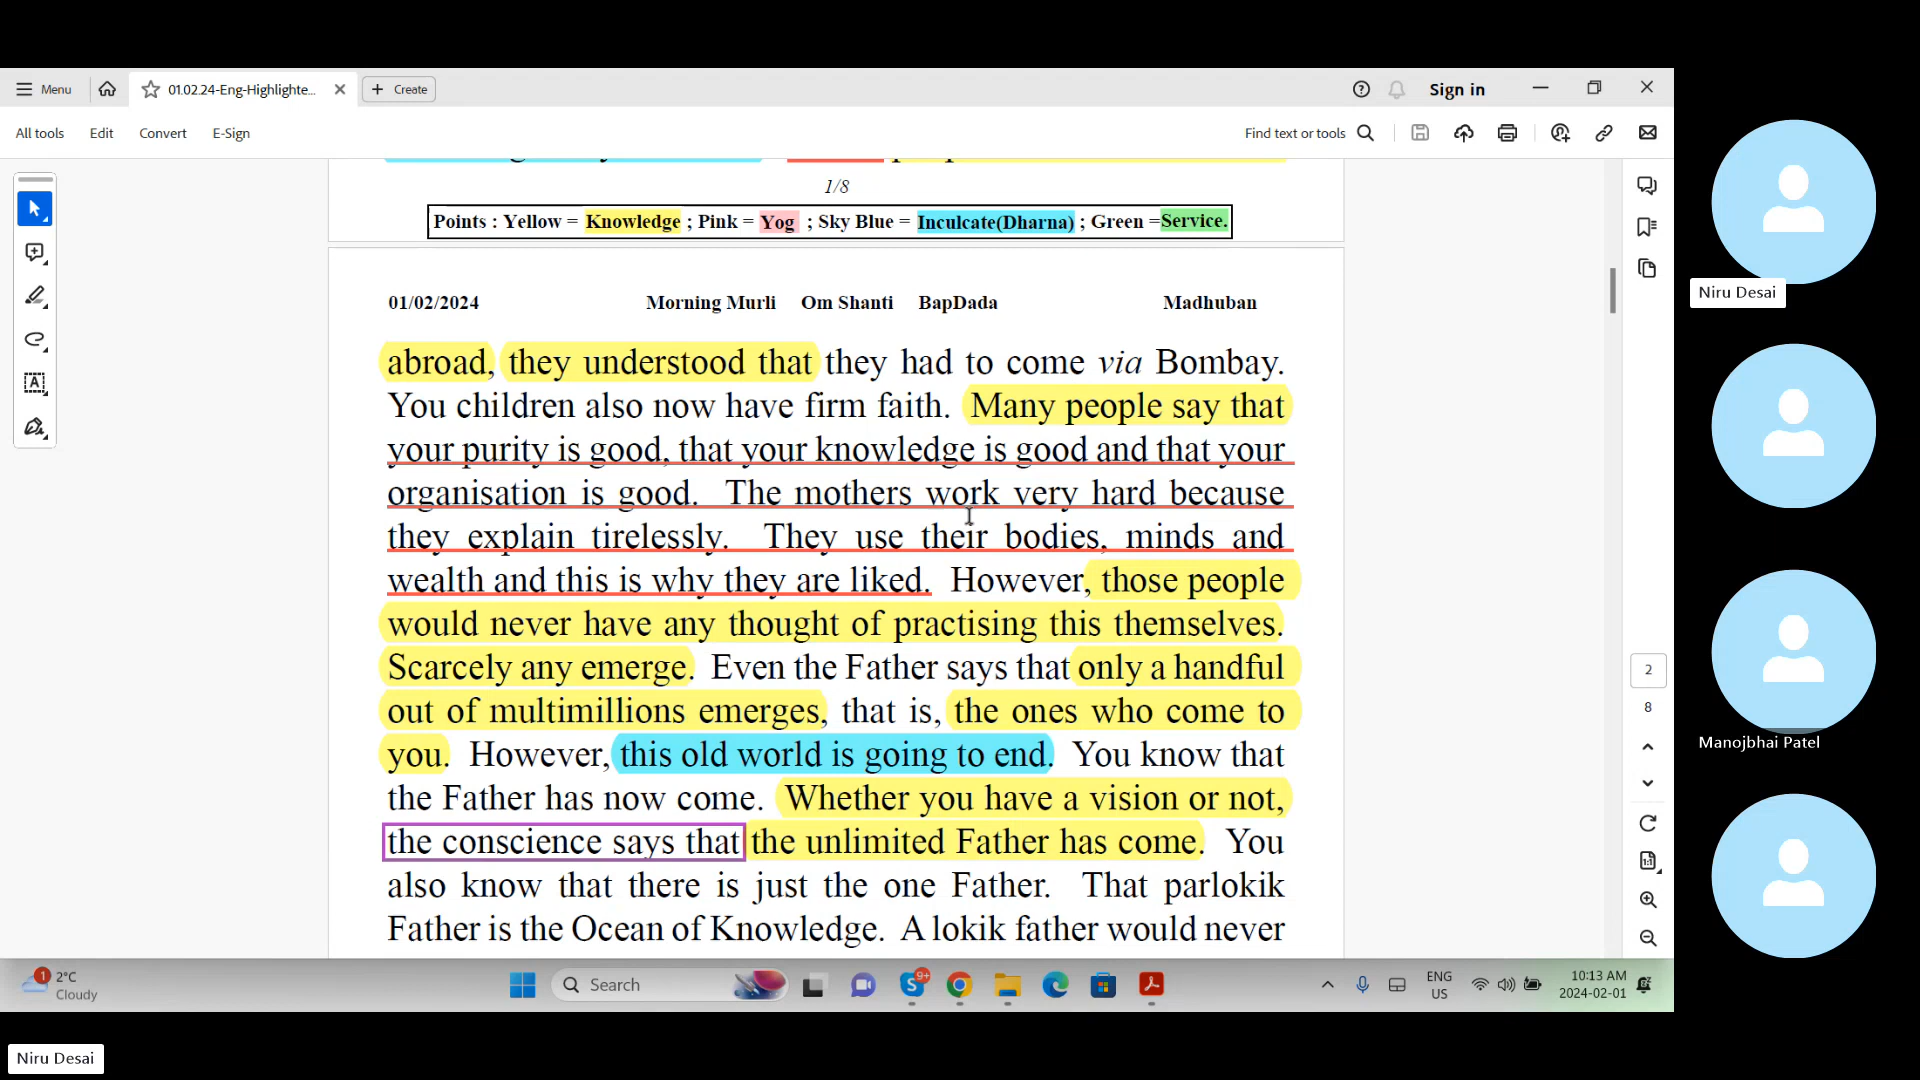 Menu
01.02.24-Eng-Highlighte...
Create
Sign in
All tools
Edit
Convert
E-Sign
Find text or tools
1/8
Points : Yellow = Knowledge ; Pink = Yog ; Sky Blue = Inculcate(Dharna) ; Green =Service.
01/02/2024 Morning Murli Om Shanti BapDada Madhuban
abroad, they understood that they had to come via Bombay.
You children also now have firm faith. Many people say that
your purity is good, that your knowledge is good and that your
organisation is good. The mothers work very hard because
they explain tirelessly. They use their bodies, minds and
wealth and this is why they are liked. However, those people
would never have any thought of practising this themselves.
Scarcely any emerge. Even the Father says that only a handful
out of multimillions emerges, that is, the ones who come to
you. However, this old world is going to end. You know that
the Father has now come. Whether you have a vision or not,
the conscience says that the unlimited Father has come. You
also know that there is just the one Father. That parlokik
Father is the Ocean of Knowledge. A lokik father would never
2
8
Niru Desai
Manojbhai Patel
1
2°C
Cloudy
Search
9+
ENG
US
10:13 AM
2024-02-01
Niru Desai